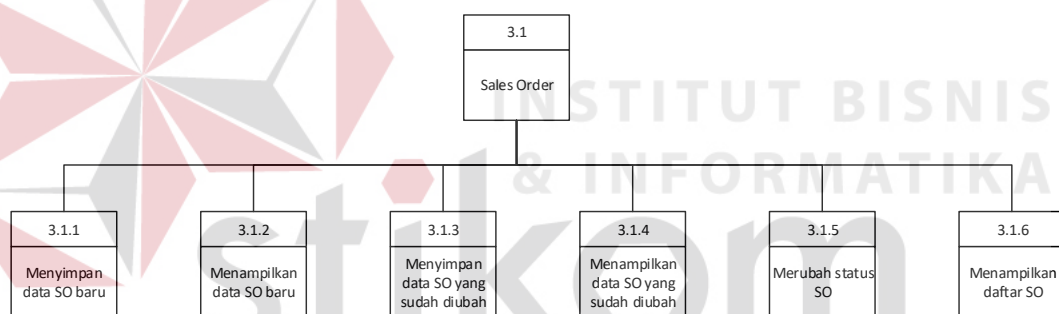 3.1
Sales Order
INSTITUT BISNIS
& INFORMATIKA
stikom
3.1.1
Menyimpan
data SO baru
3.1.2
Menampilkan
data SO baru
3.1.3
Menyimpan
data SO yang
sudah diubah
3.1.4
Menampilkan
data SO yang
sudah diubah
3.1.5
Merubah status
SO
3.1.6
Menampilkan
daftar SO